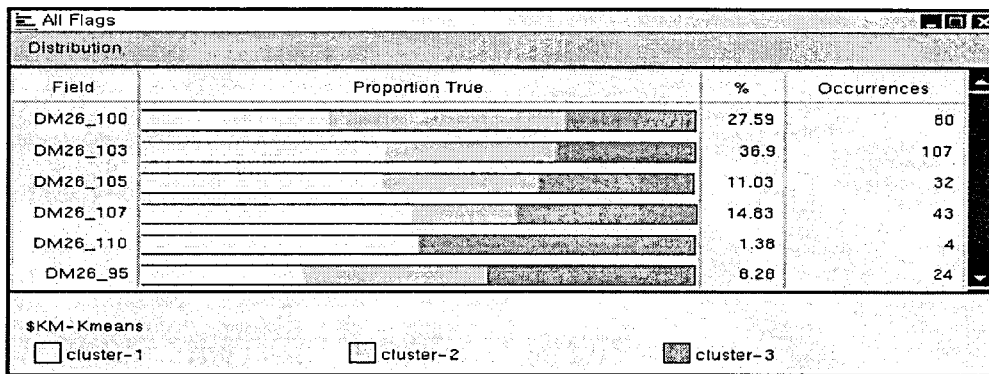 All Flags
Distribution
Field Proportion True % Occurrences
DM26_100 27.59 80
DM26_103 36.9 107
DM26_105 11.03 32
DM26_107 14.83 43
DM26_110 1.38 4
DM26_95 8.28 24
$KM-Kmeans
cluster-1 cluster-2 cluster-3